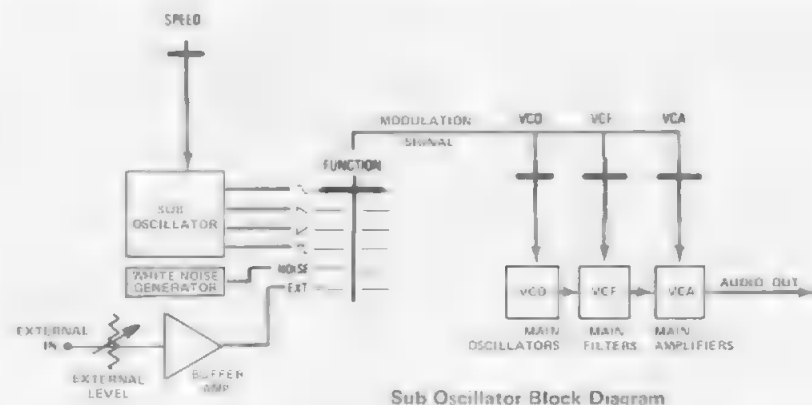 SPEED
MODULATION
SIGNAL
VCO
VCF
VCA
FUNCTION
SUB
OSCILLATOR
NOISE
EXT
WHITE NOISE
GENERATOR
VCO
VCF
VCA
AUDIO OUT
EXTERNAL
IN
EXTERNAL
LEVEL
BUFFER
AMP
MAIN
OSCILLATORS
MAIN
FILTERS
MAIN
AMPLIFIERS
Sub Oscillator Block Diagram